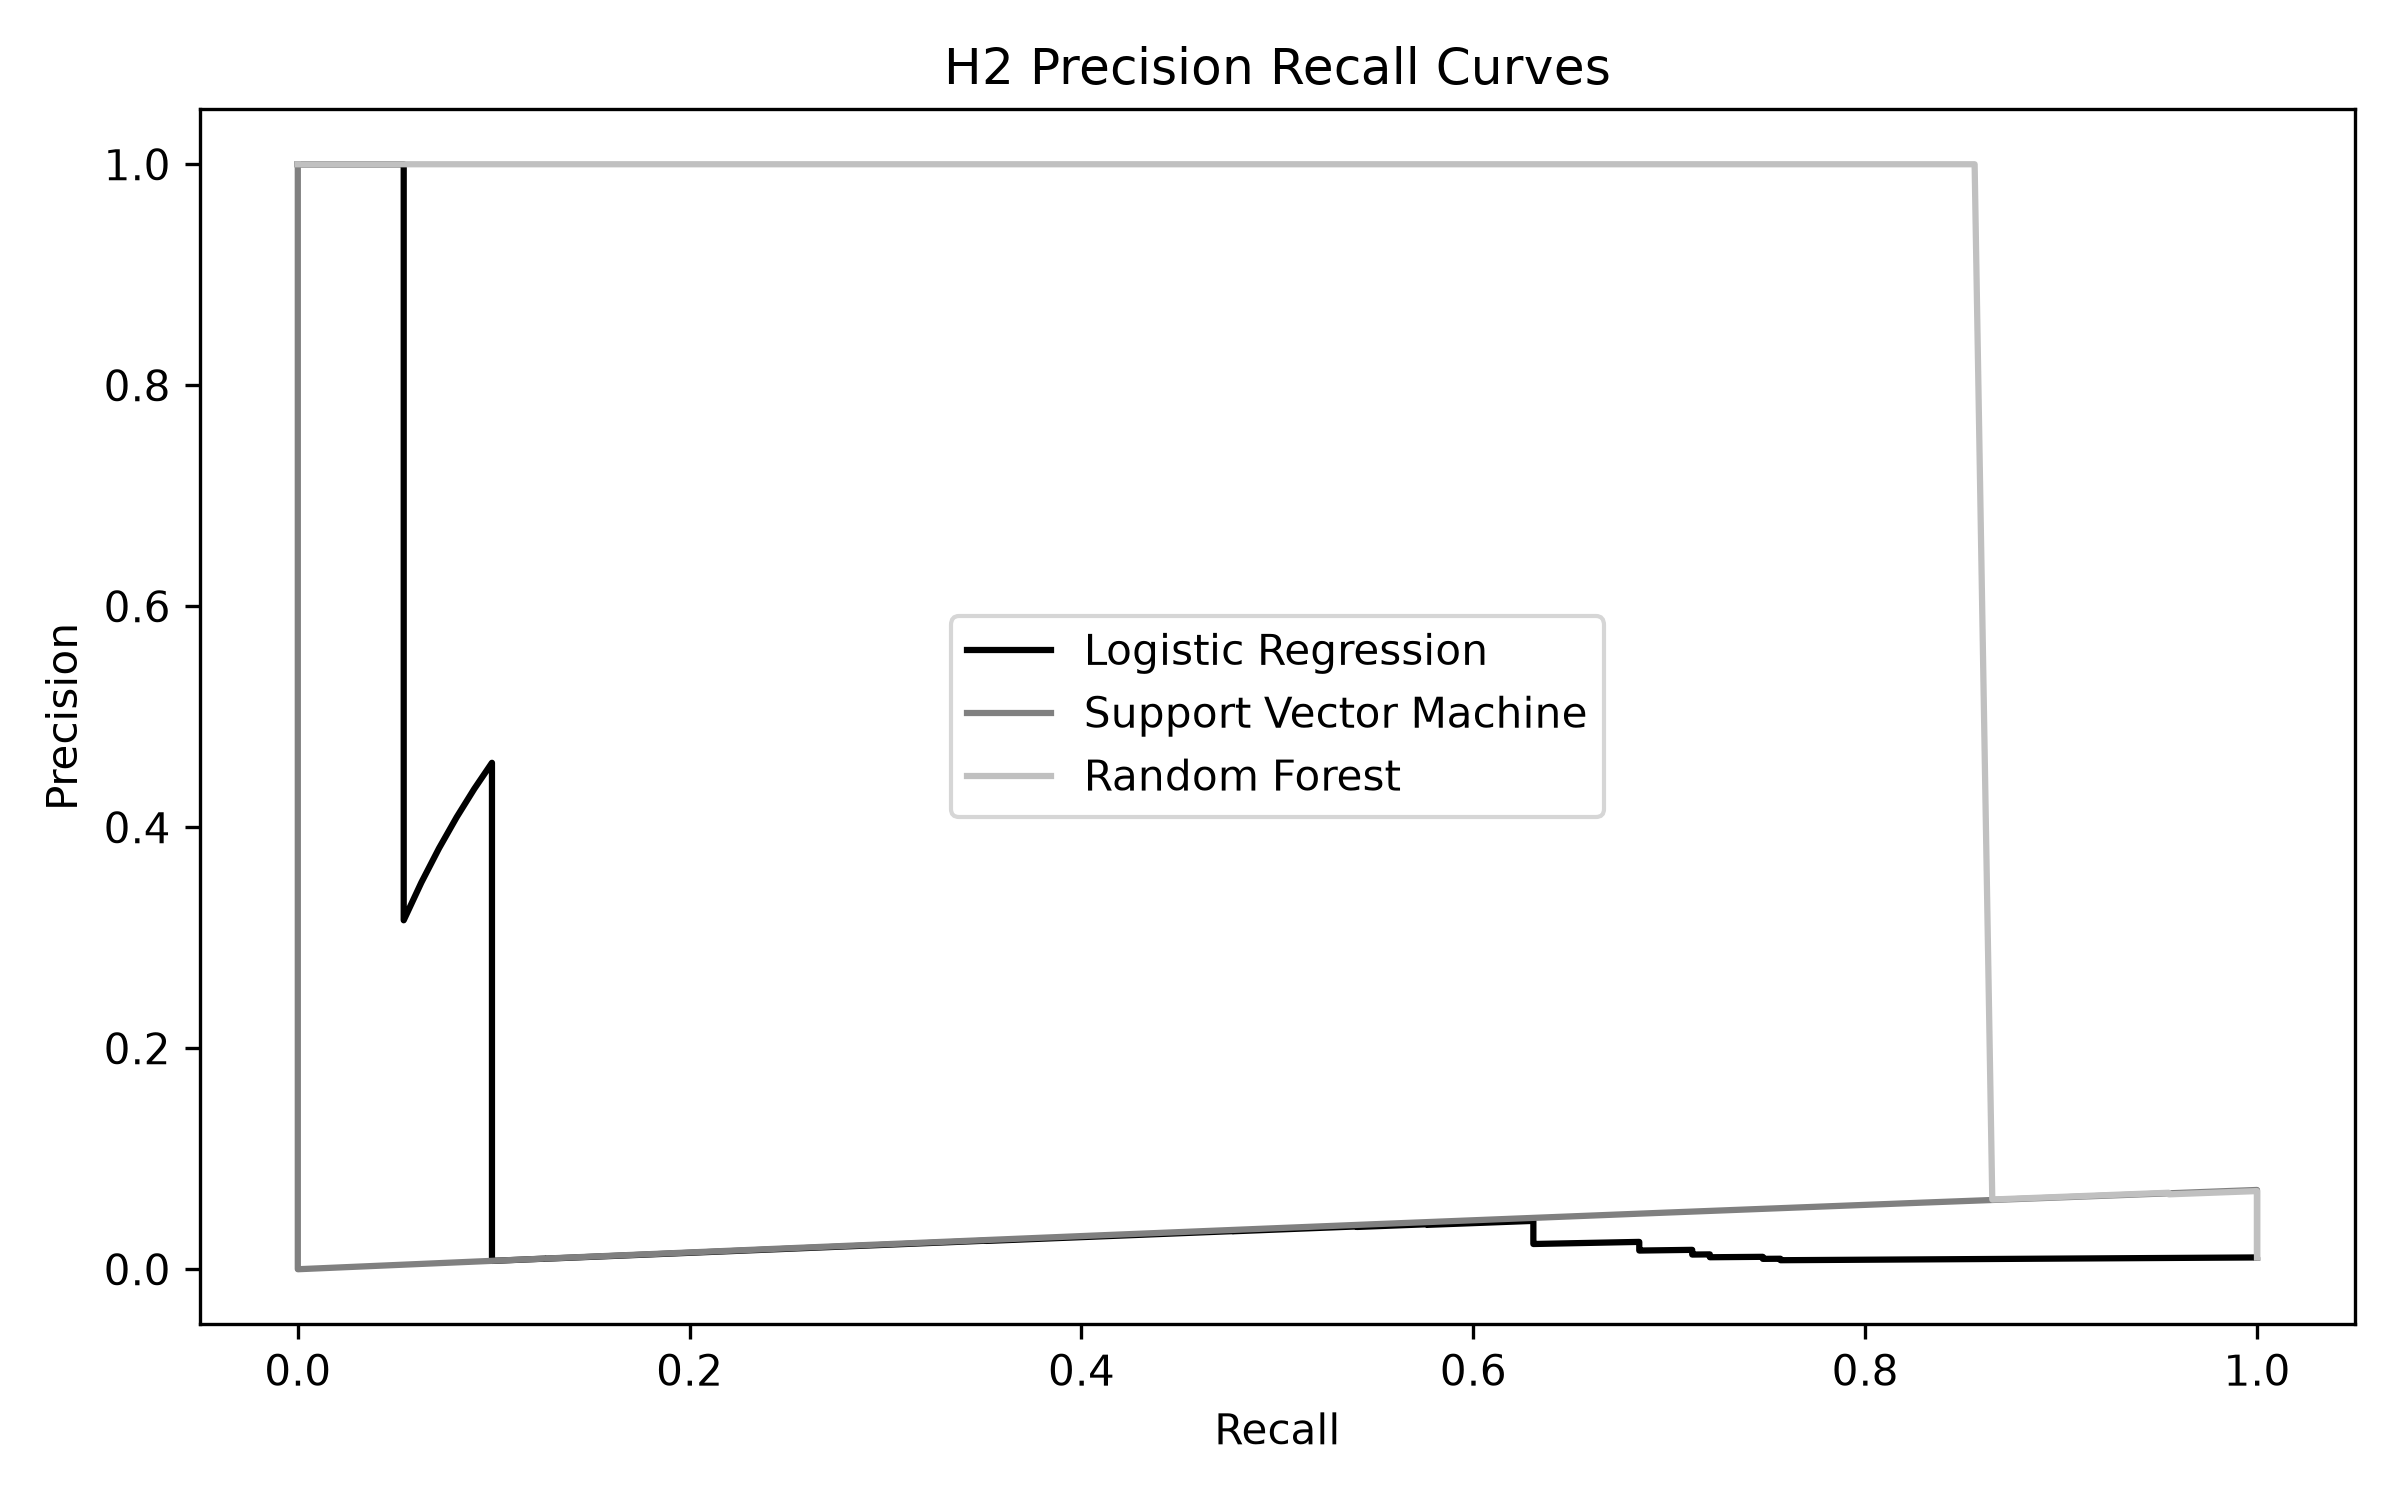 H2 Precision Recall Curves
Precision
1.0
0.8
0.6
0.4
0.2
0.0
Logistic Regression
Support Vector Machine
Random Forest
0.0 0.2 0.4 0.6 0.8 1.0
Recall